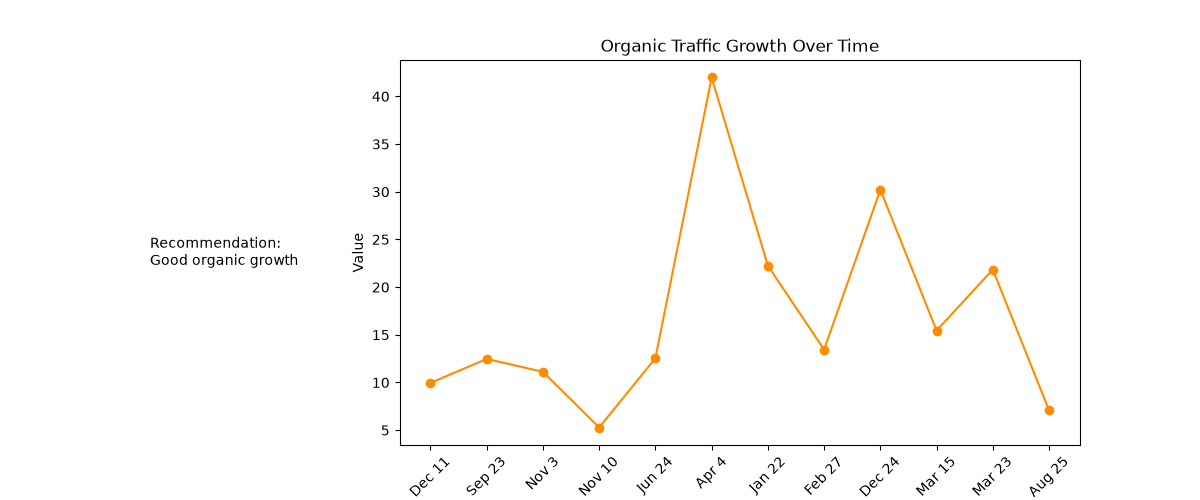 Organic Traffic Growth Over Time
Recommendation:
Good organic growth
Value
40
35
30
25
20
15
10
5
Dec 11
Sep 23
Nov 3
Nov 10
Jun 24
Apr 4
Jan 22
Feb 27
Dec 24
Mar 15
Mar 23
Aug 25